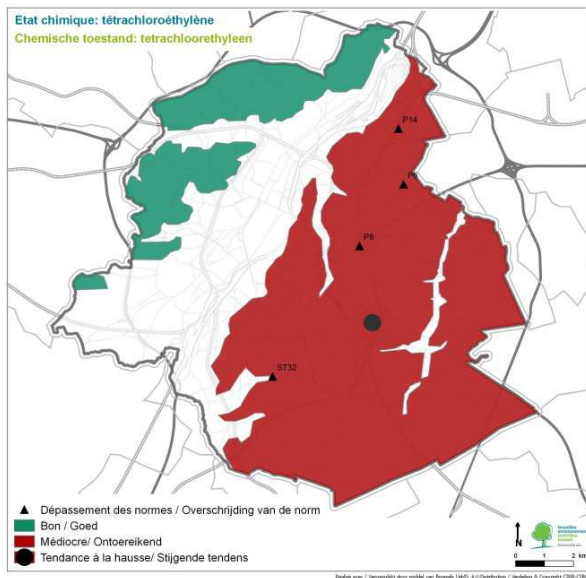 Etat chimique: tétrachloroéthylène
Chemische toestand: tetrachloorethyleen
P14
P6
P8
ST32
Dépassement des normes / Overschrijding van de norm
Bon / Goed
Médiocre/ Ontoereikend
Tendance à la hausse/ Stijgende tendens
N
0 1 2 km